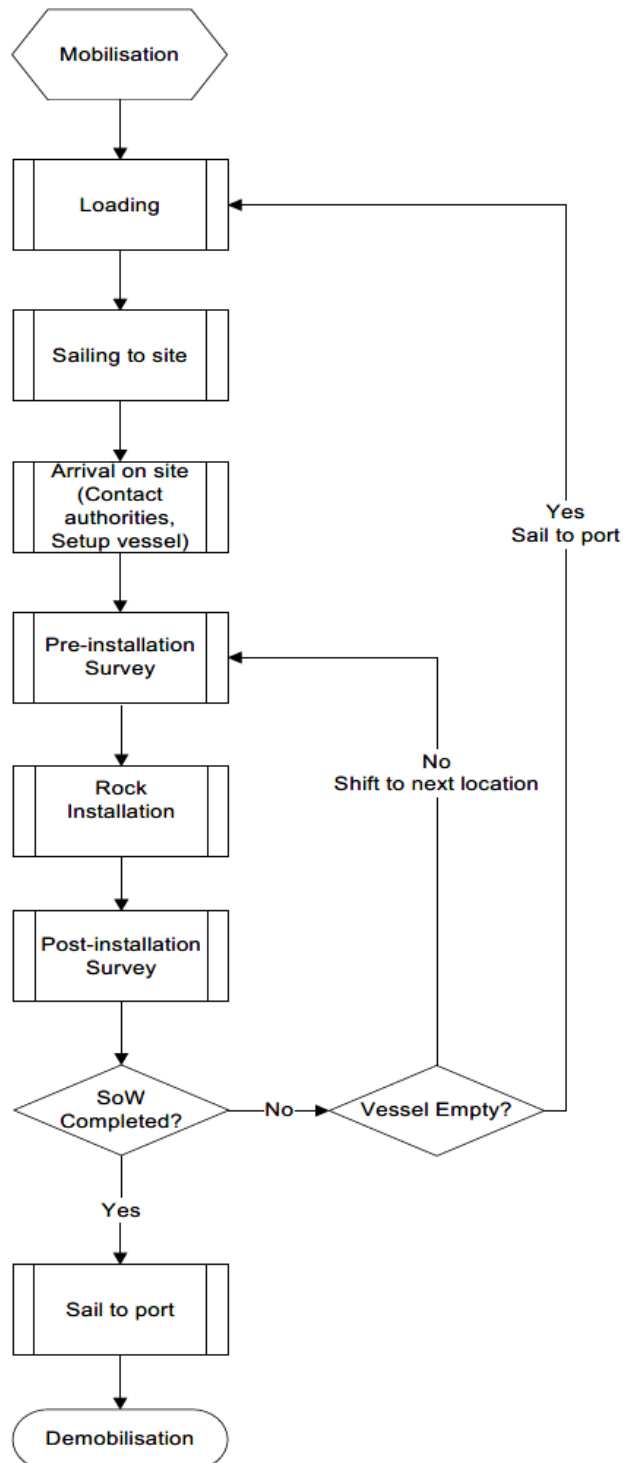 Mobilisation
Loading
Sailing to site
Arrival on site
(Contact
authorities,
Setup vessel)
Yes
Sail to port
Pre-installation
Survey
No
Shift to next location
Rock
Installation
Post-installation
Survey
SoW
Completed?
No
Vessel Empty?
Yes
Sail to port
Demobilisation